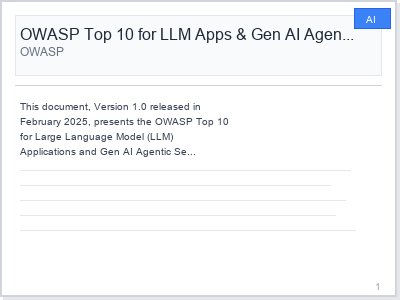 AI
OWASP Top 10 for LLM Apps & Gen AI Agen...
OWASP
This document, Version 1.0 released in
February 2025, presents the OWASP Top 10
for Large Language Model (LLM)
Applications and Gen AI Agentic Se...
1